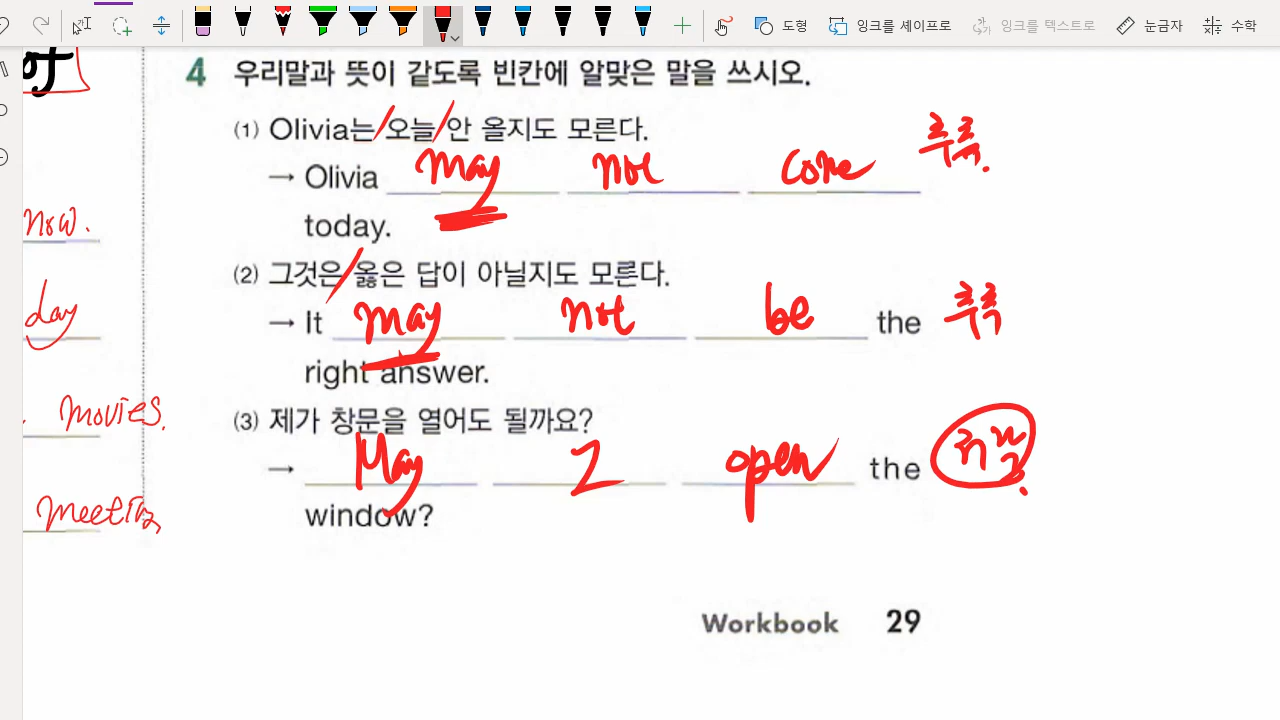 도형
잉크를 셰이프로
잉크를 텍스트로
눈금자
수학
of
4 우리말과 뜻이 같도록 빈칸에 알맞은 말을 쓰시오.
(1) Olivia는/오늘/안 올지도 모른다.
→ Olivia may not come 추측.
today.
now.
(2) 그것은/옳은 답이 아닐지도 모른다.
→ It may not be the 추측
day
right answer.
(3) 제가 창문을 열어도 될까요?
movies.
→ May I open the 허락.
window?
meeting
Workbook 29